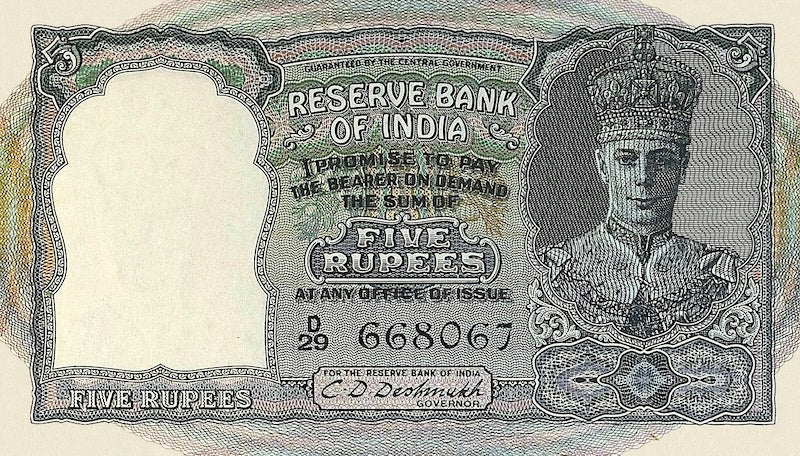 5
5
GUARANTEED BY THE CENTRAL GOVERNMENT
RESERVE BANK
OF INDIA
I PROMISE TO PAY
THE BEARER ON DEMAND
THE SUM OF
FIVE
RUPEES
AT ANY OFFICE OF ISSUE
D/29 668067
FOR THE RESERVE BANK OF INDIA
C D Deshmukh
GOVERNOR.
FIVE RUPEES